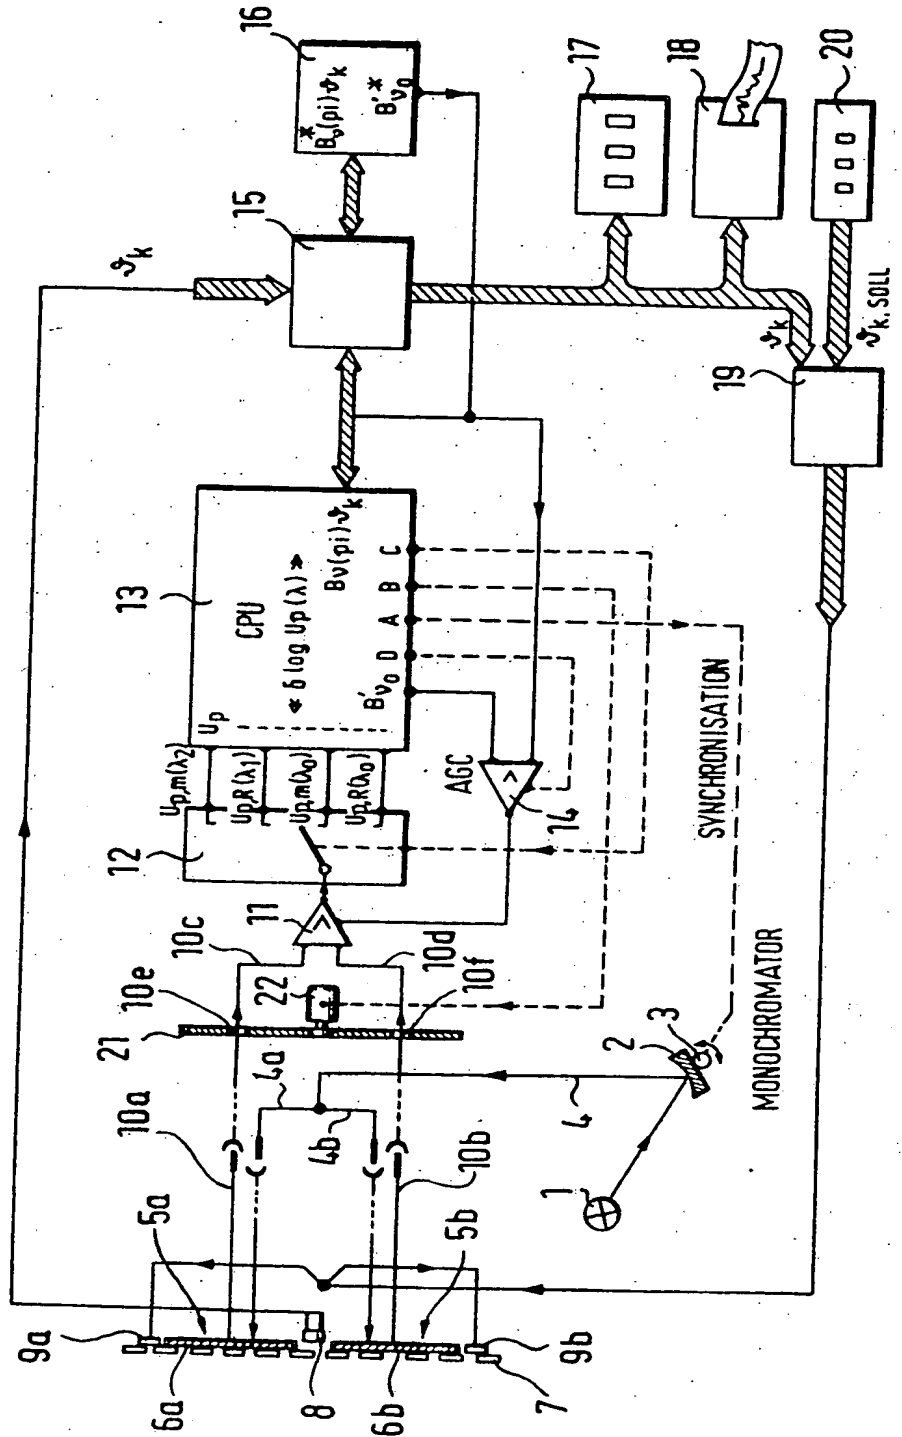 16
B*ν(pi)·ϑk
B'*ν0
15
ϑk
17
18
20
ϑk
ϑk, SOLL
19
13
CPU
Up
« δ log Up(λ) »
Bν(pi)·ϑk
B'ν0
D
A
B
C
Up,m(λ2)
Up,R(λ1)
Up,m(λ0)
Up,R(λ0)
12
AGC
14
>
11
>
10c
10d
10e
10f
21
22
SYNCHRONISATION
MONOCHROMATOR
2
3
4
4a
4b
10a
10b
1
5a
5b
9a
6a
8
6b
7
9b